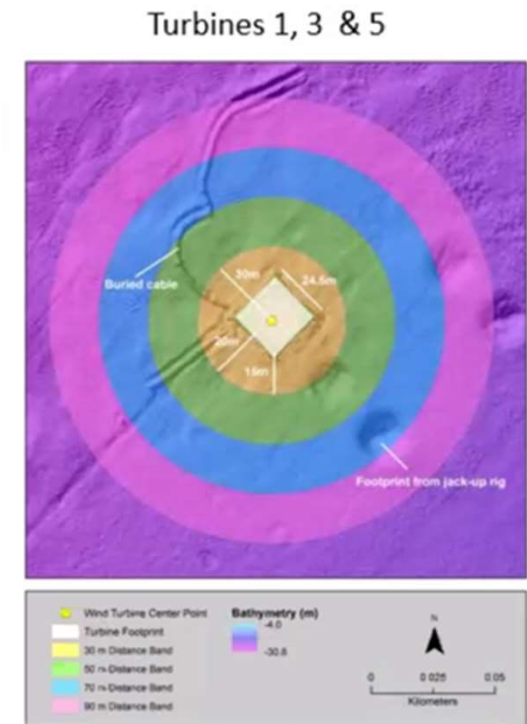 Turbines 1, 3 & 5
30m
24.5m
Buried cable
20m
15m
Footprint from jack-up rig
Wind Turbine Center Point
Turbine Footprint
30 m Distance Band
50 m Distance Band
70 m Distance Band
90 m Distance Band
Bathymetry (m)
-4.0
-30.8
N
0 0.025 0.05
Kilometers